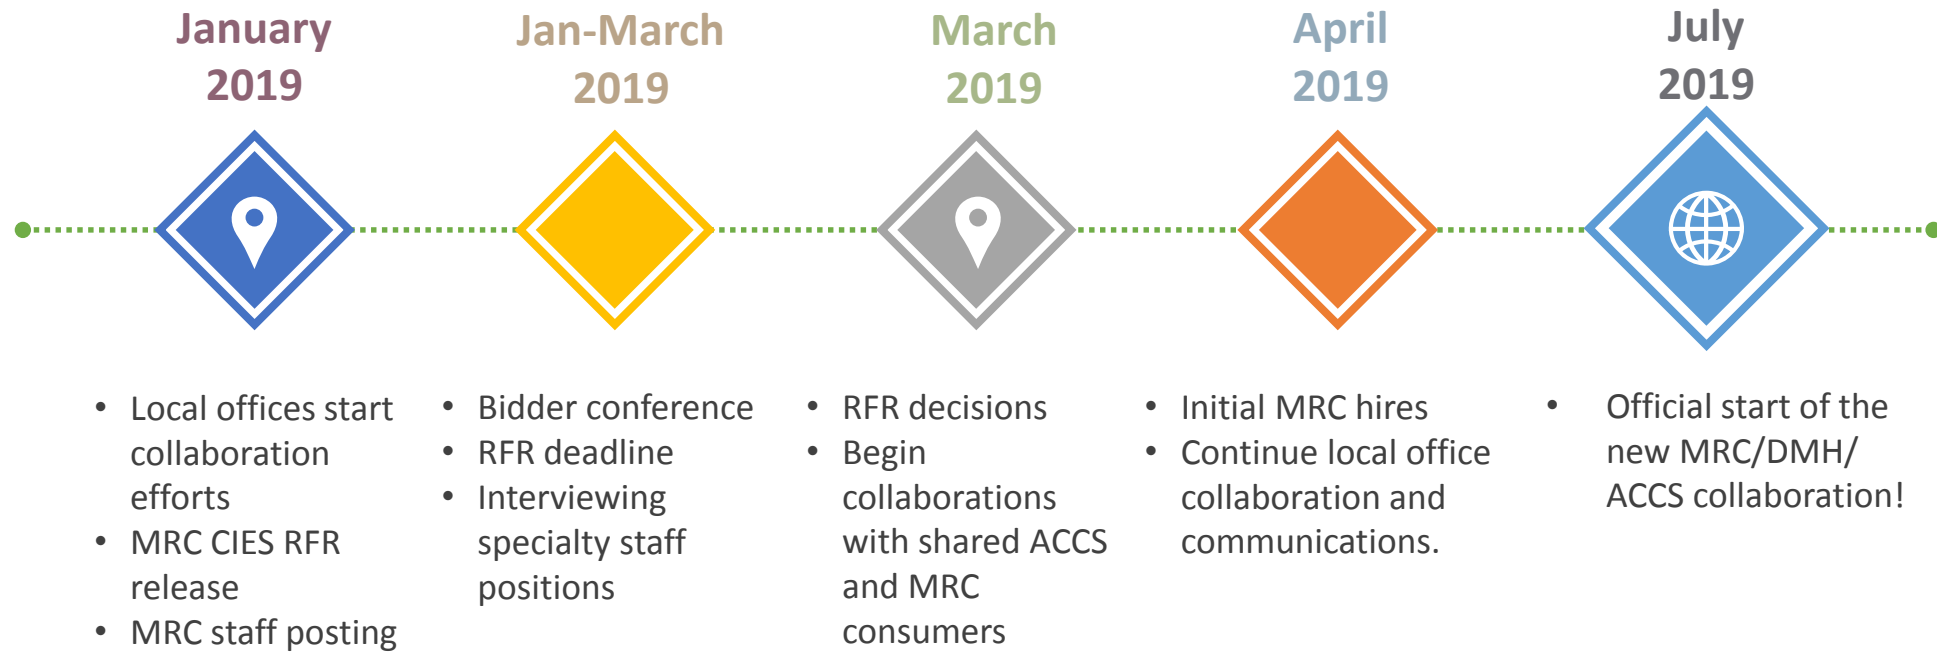 January
2019
Jan-March
2019
March
2019
April
2019
July
2019
• Local offices start
collaboration
efforts
• MRC CIES RFR
release
• MRC staff posting
• Bidder conference
• RFR deadline
• Interviewing
specialty staff
positions
• RFR decisions
• Begin
collaborations
with shared ACCS
and MRC
consumers
• Initial MRC hires
• Continue local office
collaboration and
communications.
• Official start of the
new MRC/DMH/
ACCS collaboration!